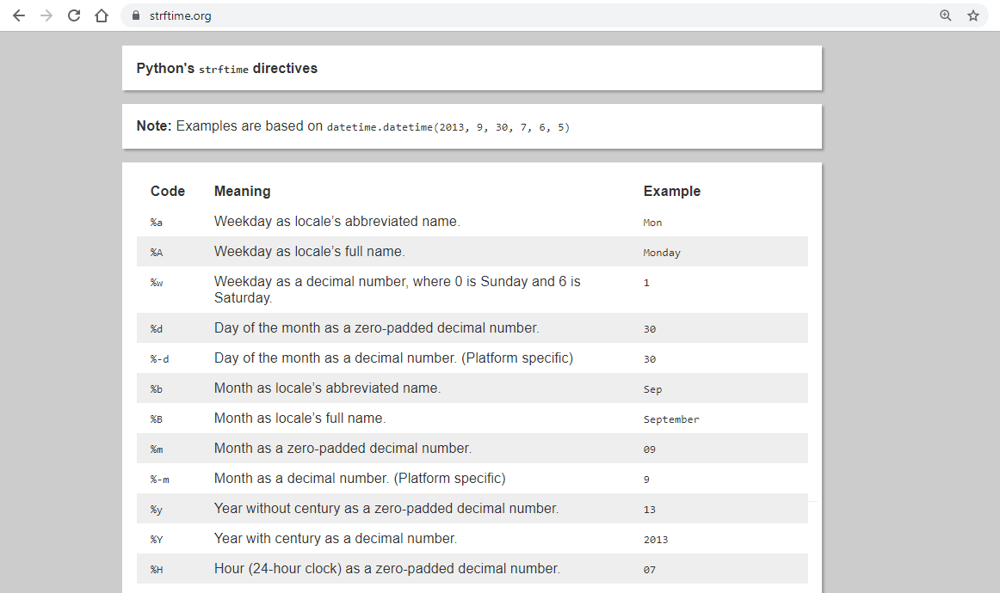 strftime.org
Python's strftime directives
Note: Examples are based on datetime.datetime(2013, 9, 30, 7, 6, 5)
Code Meaning Example
%a Weekday as locale’s abbreviated name. Mon
%A Weekday as locale’s full name. Monday
%w Weekday as a decimal number, where 0 is Sunday and 6 is 1
Saturday.
%d Day of the month as a zero-padded decimal number. 30
%-d Day of the month as a decimal number. (Platform specific) 30
%b Month as locale’s abbreviated name. Sep
%B Month as locale’s full name. September
%m Month as a zero-padded decimal number. 09
%-m Month as a decimal number. (Platform specific) 9
%y Year without century as a zero-padded decimal number. 13
%Y Year with century as a decimal number. 2013
%H Hour (24-hour clock) as a zero-padded decimal number. 07